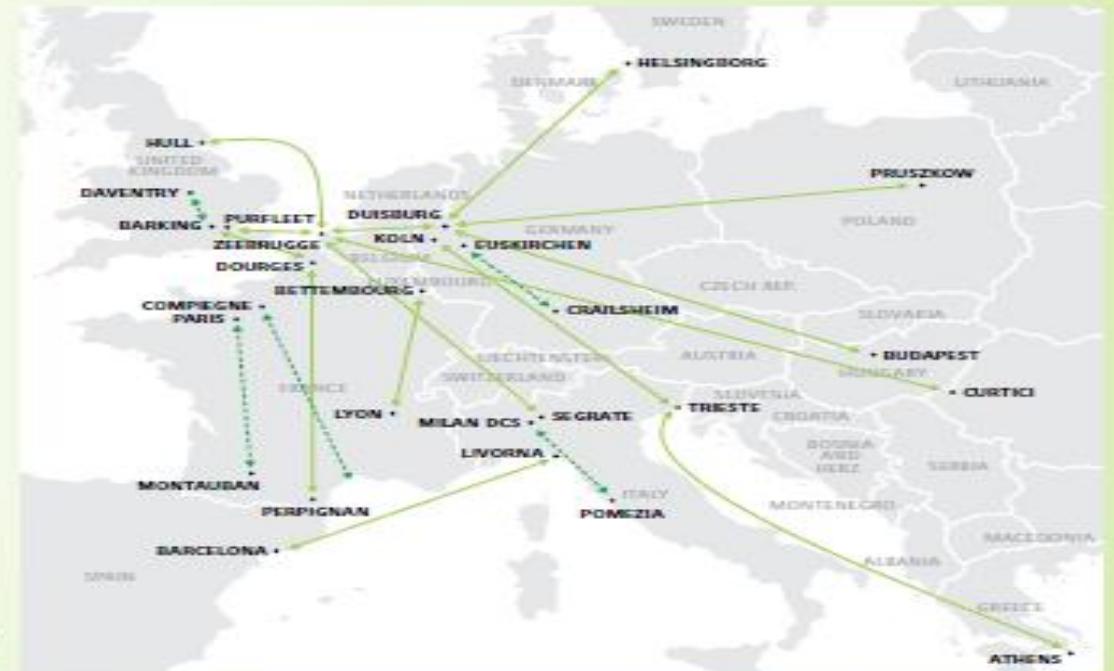 SWEDEN
HELSINGBORG
DENMARK
LITHUANIA
HULL
UNITED
KINGDOM
PRUSZKOW
DAVENTRY
NETHERLANDS
DUISBURG
PURFLEET
BARKING
POLAND
GERMANY
KOLN
EUSKIRCHEN
ZEEBRUGGE
BELGIUM
DOURGES
LUXEMBOURG
BETTEMBOURG
CZECH REP.
COMPIEGNE
CRAILSHEIM
PARIS
SLOVAKIA
LIECHTENSTEIN
AUSTRIA
BUDAPEST
HUNGARY
SWITZERLAND
FRANCE
CURTICI
SLOVENIA
TRIESTE
LYON
SEGRATE
CROATIA
MILAN DCS
BOSNIA
AND
HERZ
LIVORNA
SERBIA
MONTAUBAN
ITALY
MONTENEGRO
PERPIGNAN
POMEZIA
MACEDONIA
BARCELONA
ALBANIA
SPAIN
GREECE
ATHENS